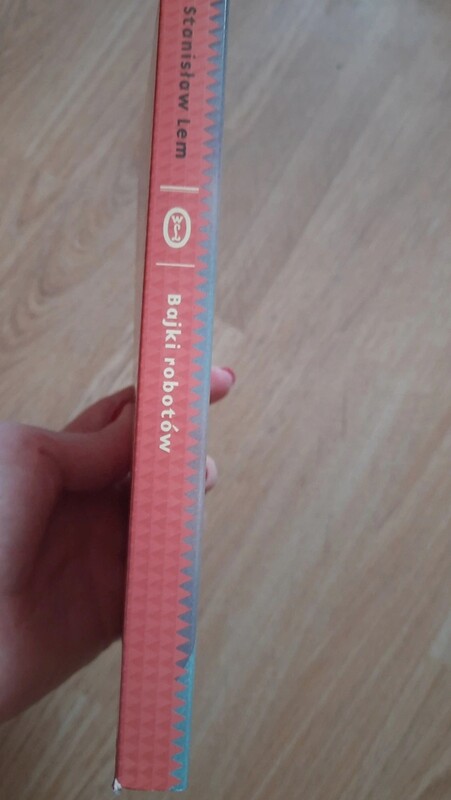 Stanisław Lem
Bajki robotów